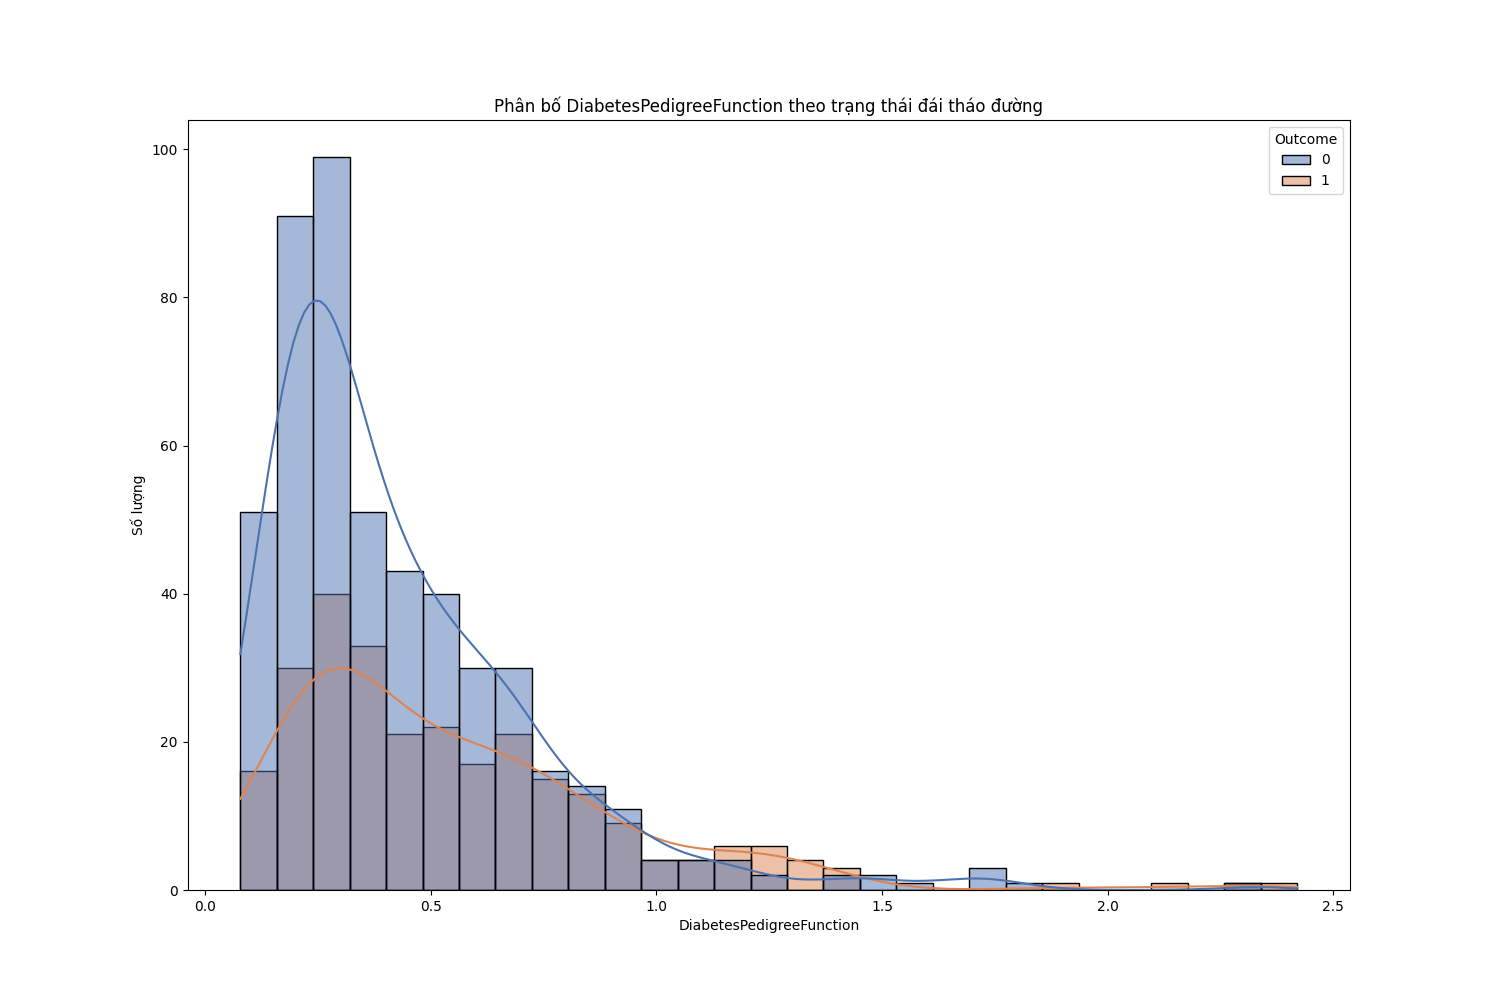 Phân bố DiabetesPedigreeFunction theo trạng thái đái tháo đường
Outcome
0
1
100
80
60
40
20
0
Số lượng
0.0 0.5 1.0 1.5 2.0 2.5
DiabetesPedigreeFunction